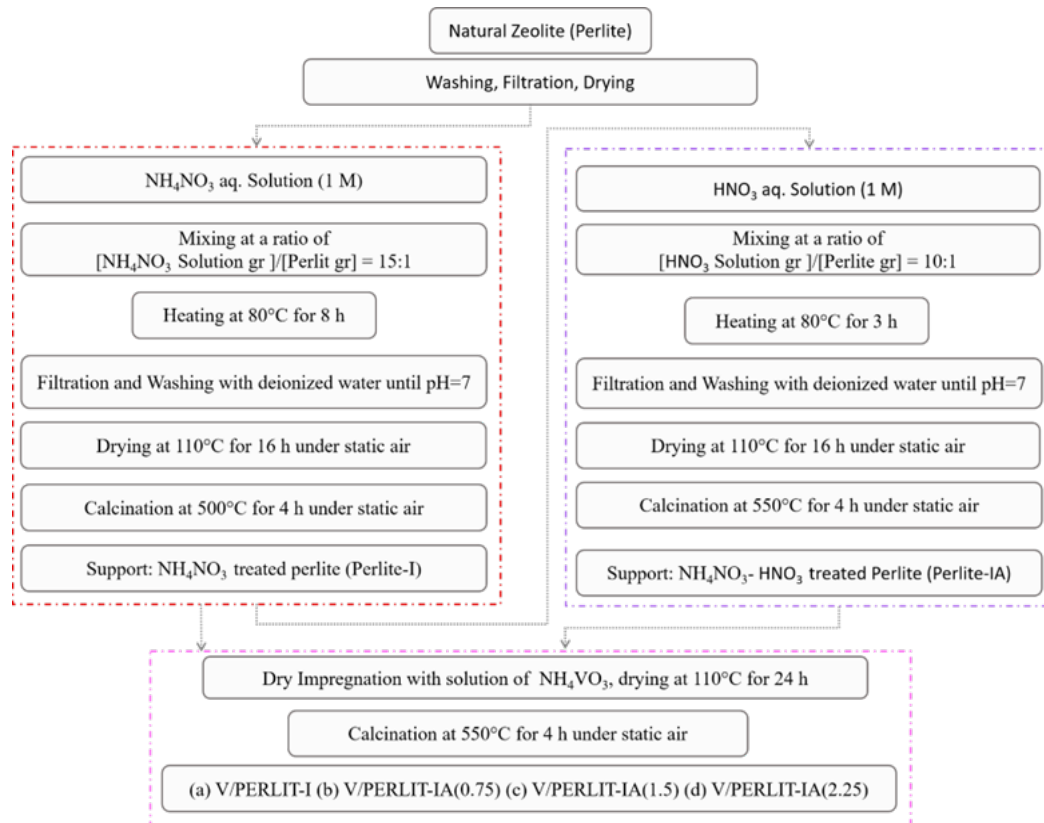 Natural Zeolite (Perlite)
Washing, Filtration, Drying
NH₄NO₃ aq. Solution (1 M)
Mixing at a ratio of
[NH₄NO₃ Solution gr ]/[Perlit gr] = 15:1
Heating at 80°C for 8 h
Filtration and Washing with deionized water until pH=7
Drying at 110°C for 16 h under static air
Calcination at 500°C for 4 h under static air
Support: NH₄NO₃ treated perlite (Perlite-I)
HNO₃ aq. Solution (1 M)
Mixing at a ratio of
[HNO₃ Solution gr ]/[Perlite gr] = 10:1
Heating at 80°C for 3 h
Filtration and Washing with deionized water until pH=7
Drying at 110°C for 16 h under static air
Calcination at 550°C for 4 h under static air
Support: NH₄NO₃- HNO₃ treated Perlite (Perlite-IA)
Dry Impregnation with solution of NH₄VO₃, drying at 110°C for 24 h
Calcination at 550°C for 4 h under static air
(a) V/PERLIT-I (b) V/PERLIT-IA(0.75) (c) V/PERLIT-IA(1.5) (d) V/PERLIT-IA(2.25)